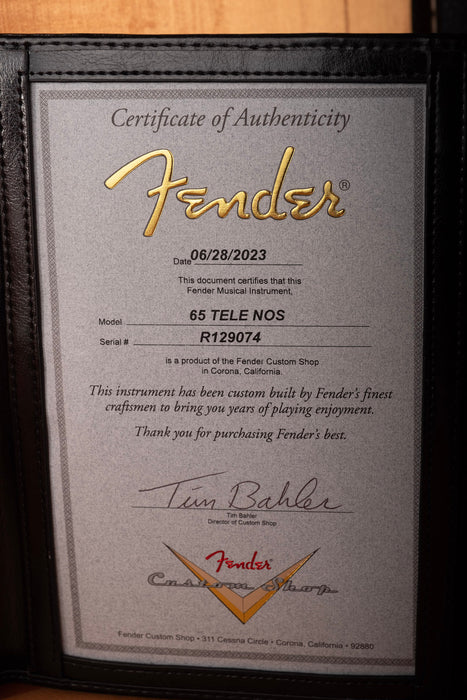 Certificate of Authenticity
Fender®
Date 06/28/2023
This document certifies that this
Fender Musical Instrument,
Model 65 TELE NOS
Serial # R129074
is a product of the Fender Custom Shop
in Corona, California.
This instrument has been custom built by Fender's finest
craftsmen to bring you years of playing enjoyment.
Thank you for purchasing Fender's best.
Tim Bahler
Tim Bahler
Director of Custom Shop
Fender
Custom Shop
Fender Custom Shop • 311 Cessna Circle • Corona, California • 92880